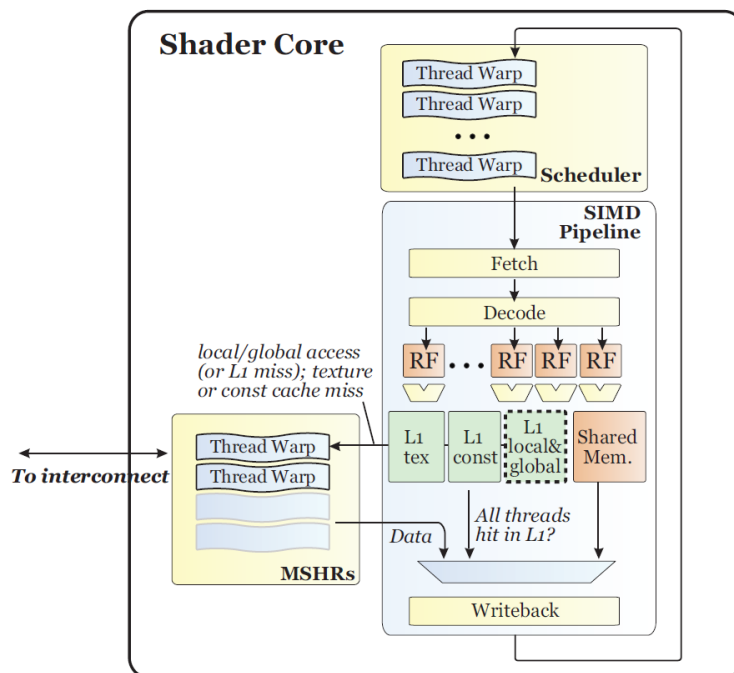 Shader Core
Thread Warp
Thread Warp
• • •
Thread Warp
Scheduler
SIMD
Pipeline
Fetch
Decode
local/global access
(or L1 miss); texture
or const cache miss
RF
• • •
RF
RF
RF
L1
tex
L1
const
L1
local&
global
Shared
Mem.
Thread Warp
Thread Warp
To interconnect
MSHRs
Data
All threads
hit in L1?
Writeback